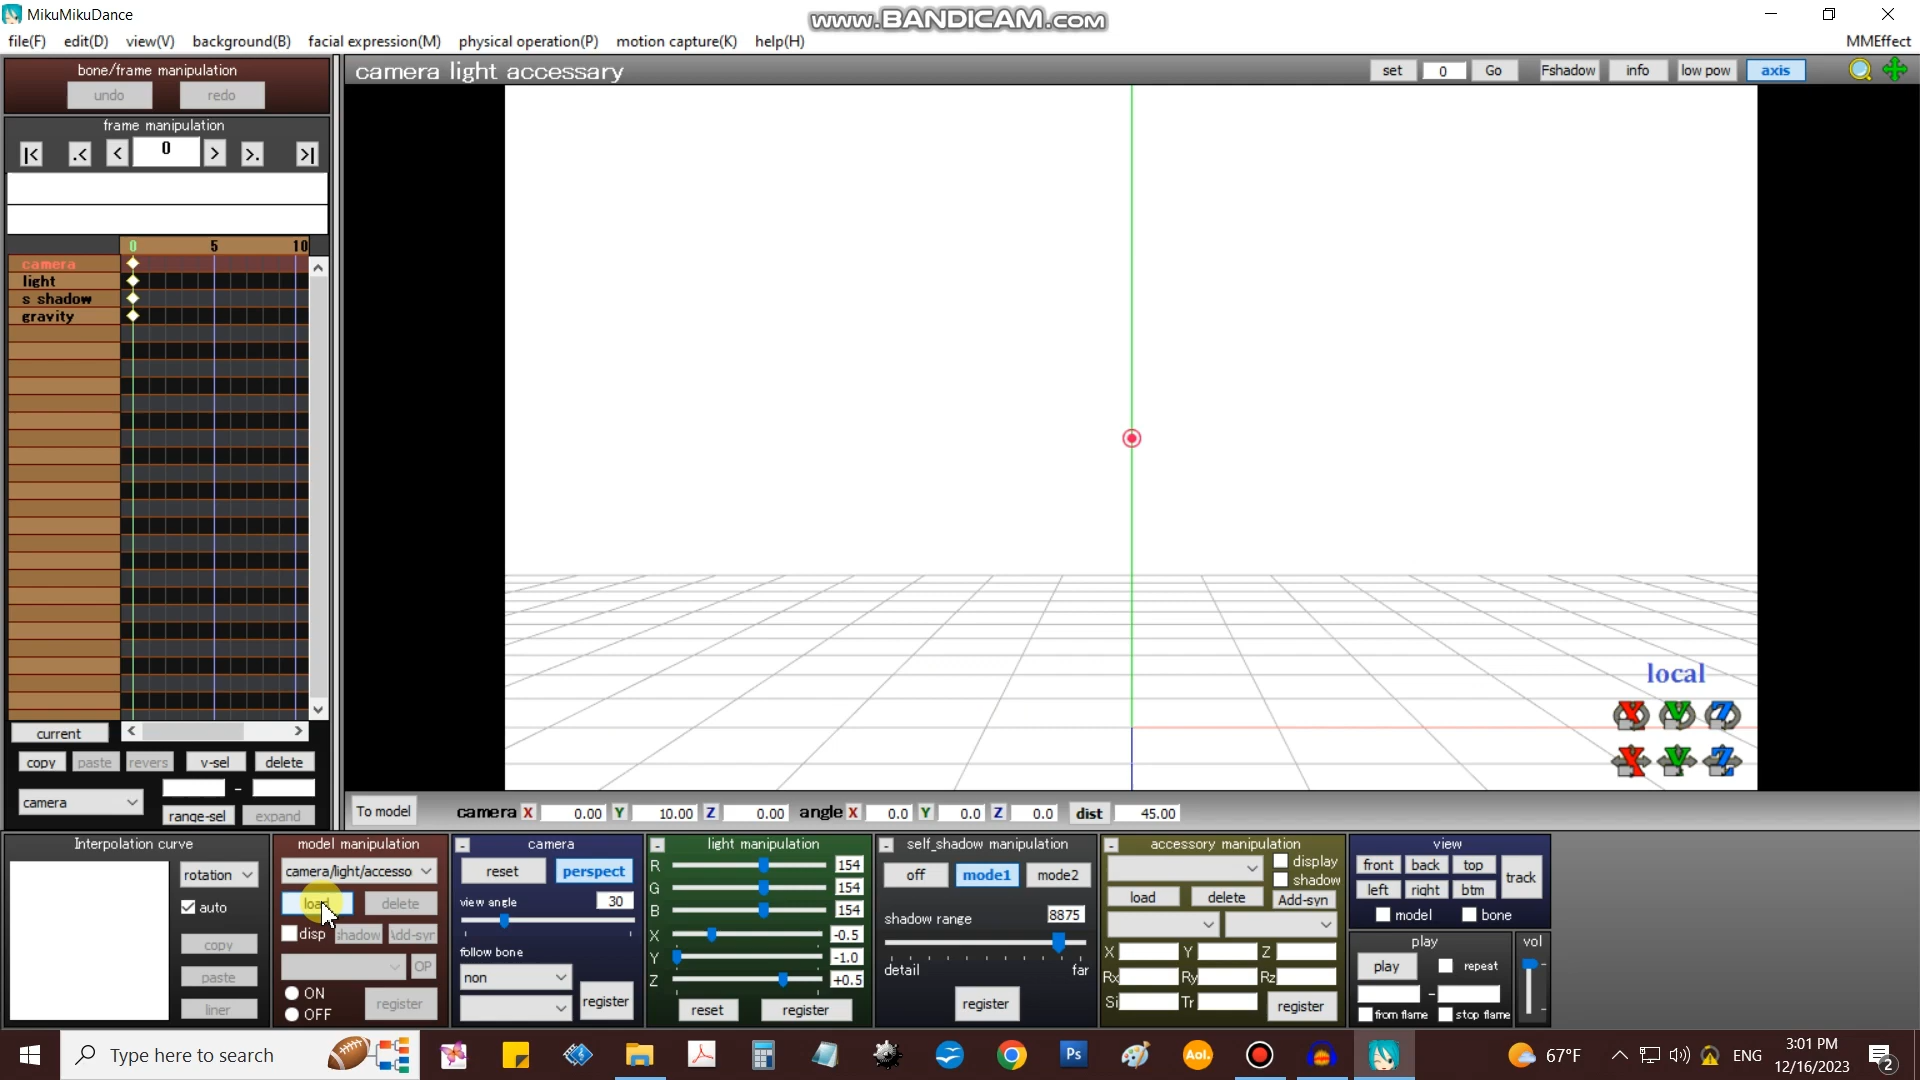 MikuMikuDance
www.BANDICAM.com
file(F) edit(D) view(V) background(B) facial expression(M) physical operation(P) motion capture(K) help(H) MMEffect
bone/frame manipulation
undo redo
frame manipulation
|< .< < 0 > >. >|
0 5 10
camera
light
s shadow
gravity
current
copy paste revers v-sel delete
-
camera range-sel expand
camera light accessary set 0 Go Fshadow info low pow axis
local
X Y Z
X Y Z
To model camera X 0.00 Y 10.00 Z 0.00 angle X 0.0 Y 0.0 Z 0.0 dist 45.00
Interpolation curve
rotation
auto
copy
paste
liner
model manipulation
camera/light/accesso
load delete
disp shadow Add-syn
OP
ON
OFF
register
- camera
reset perspect
view angle 30
follow bone
non
register
- light manipulation
R 154
G 154
B 154
X -0.5
Y -1.0
Z +0.5
reset register
- self_shadow manipulation
off mode1 mode2
shadow range 8875
detail far
register
- accessory manipulation
display
shadow
load delete Add-syn
X Y Z
Rx Ry Rz
Si Tr register
view
front back top
left right btm
track
model bone
play
play repeat
-
from flame stop flame
vol
Type here to search
Ps
Aol.
67°F
ENG
3:01 PM
12/16/2023
2